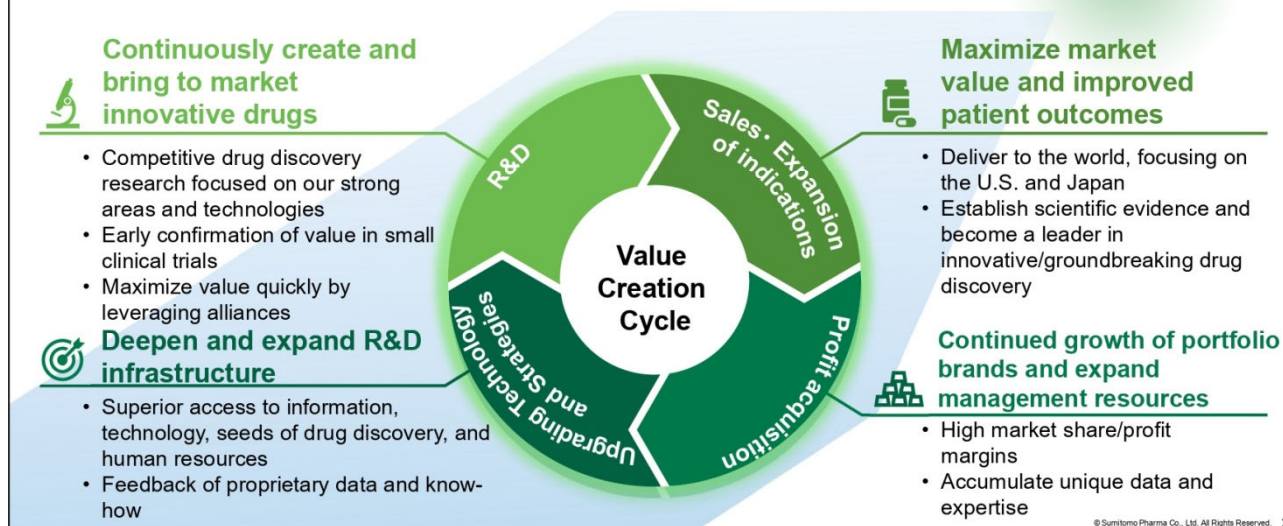 Continuously create and
bring to market
innovative drugs
• Competitive drug discovery
research focused on our strong
areas and technologies
• Early confirmation of value in small
clinical trials
• Maximize value quickly by
leveraging alliances
Deepen and expand R&D
infrastructure
• Superior access to information,
technology, seeds of drug discovery, and
human resources
• Feedback of proprietary data and know-
how
R&D
Sales・Expansion
of indications
Value
Creation
Cycle
Upgrading Technology
and Strategies
Profit acquisition
Maximize market
value and improved
patient outcomes
• Deliver to the world, focusing on
the U.S. and Japan
• Establish scientific evidence and
become a leader in
innovative/groundbreaking drug
discovery
Continued growth of portfolio
brands and expand
management resources
• High market share/profit
margins
• Accumulate unique data and
expertise
© Sumitomo Pharma Co., Ltd. All Rights Reserved.